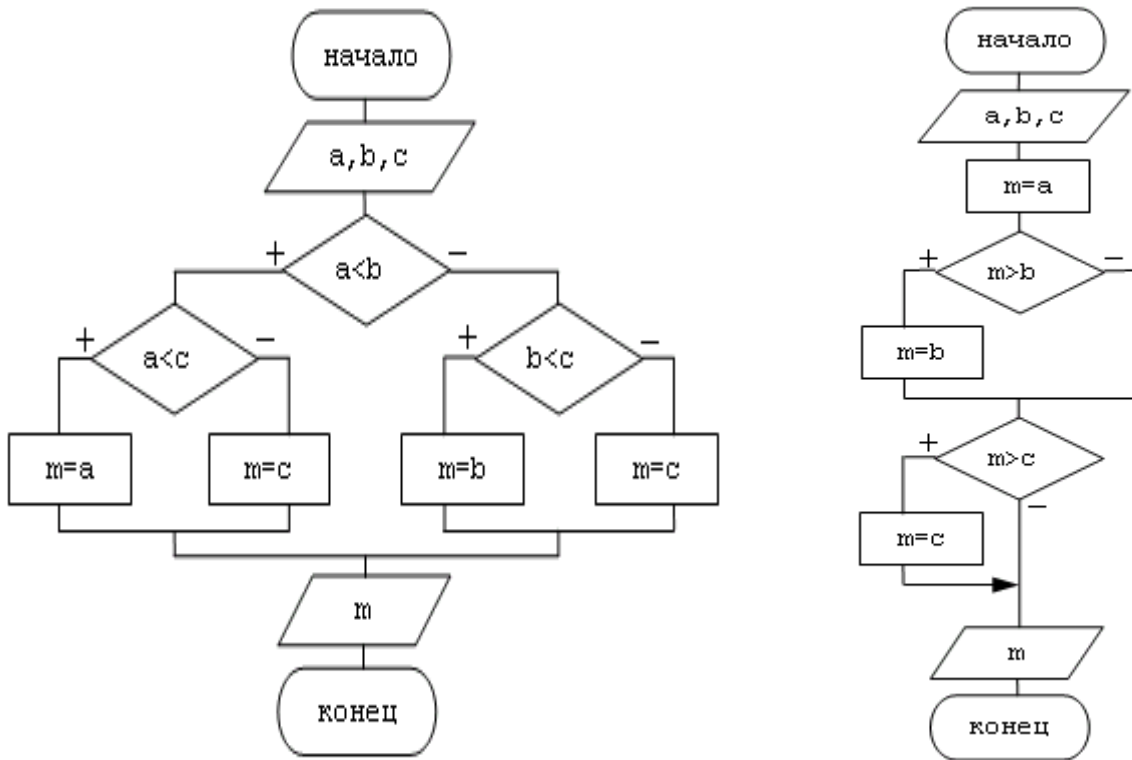 начало
a,b,c
+
−
a<b
+
−
a<c
+
−
b<c
m=a
m=c
m=b
m=c
m
конец
начало
a,b,c
m=a
+
−
m>b
m=b
+
m>c
−
m=c
m
конец